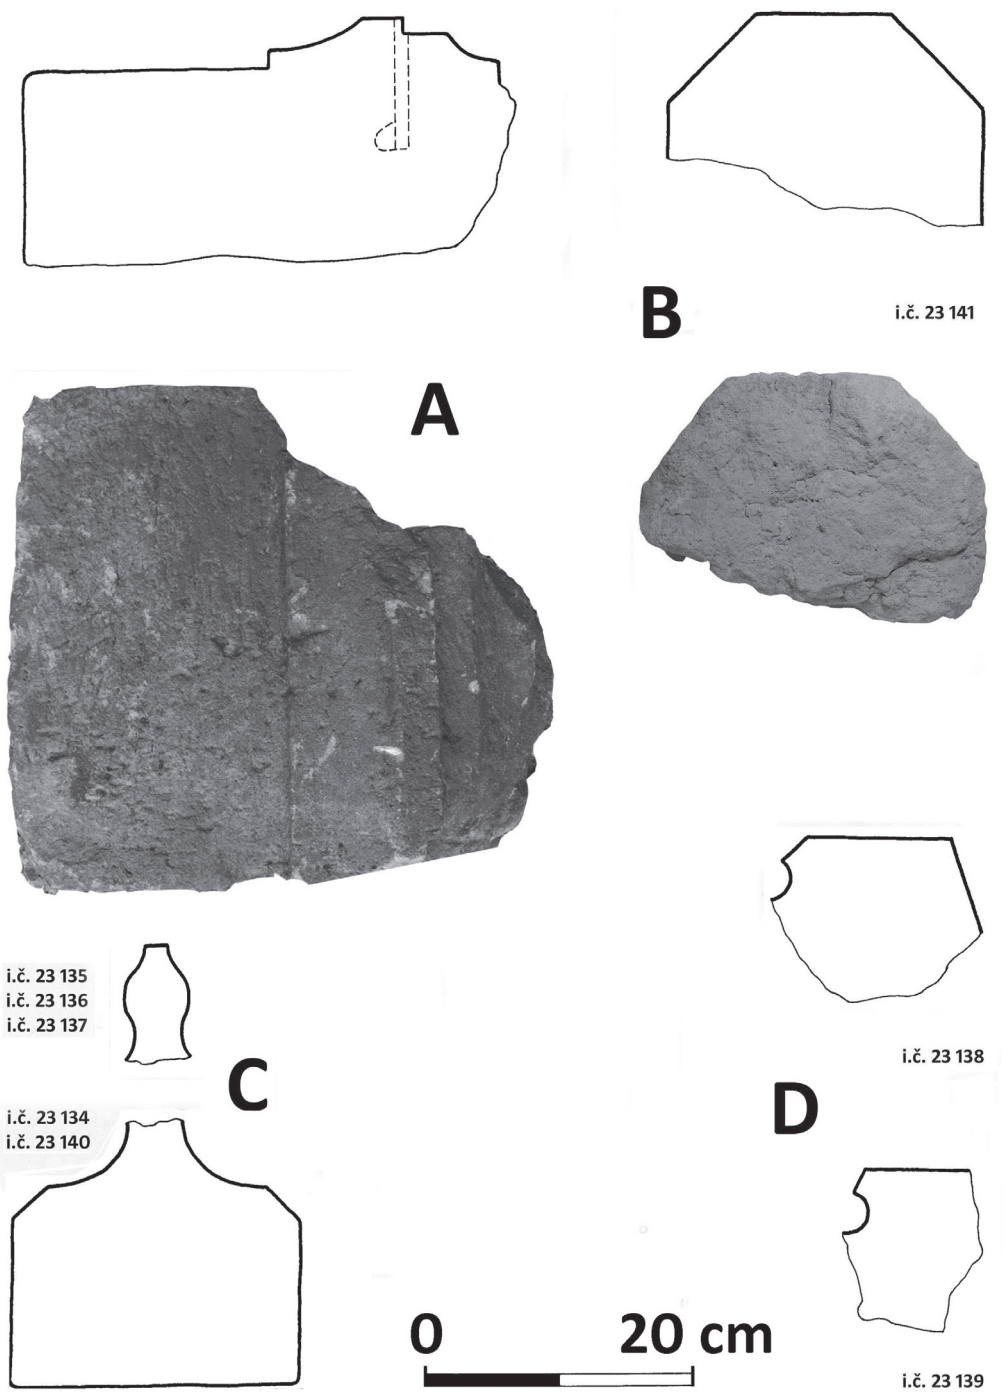 B
i.č. 23 141
A
i.č. 23 135
i.č. 23 136
i.č. 23 137
i.č. 23 138
C
D
i.č. 23 134
i.č. 23 140
0 20 cm
i.č. 23 139